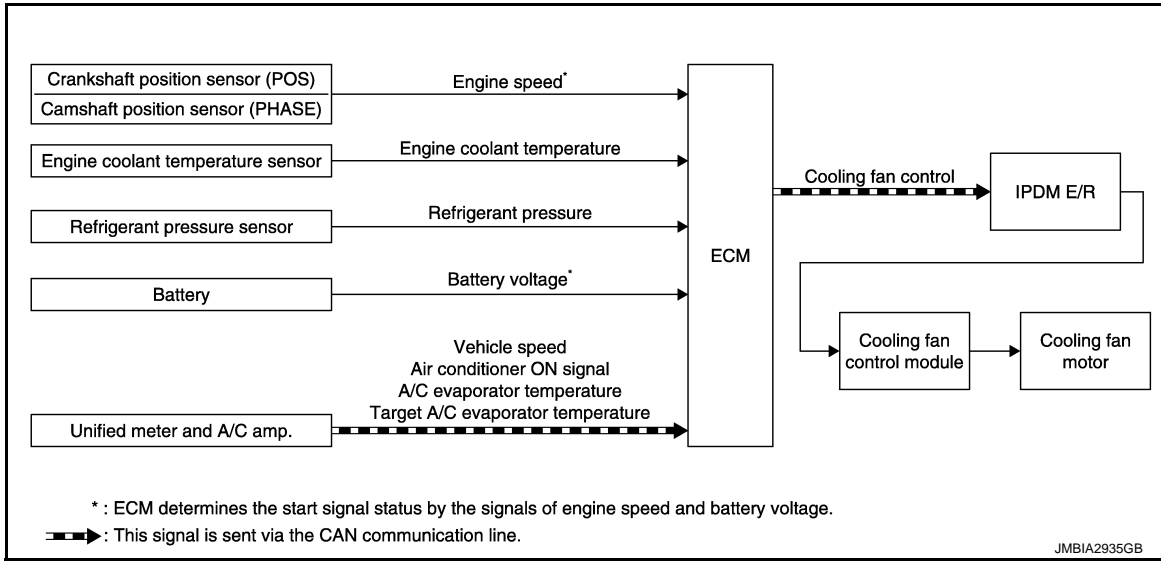 Crankshaft position sensor (POS)
Camshaft position sensor (PHASE)
Engine speed*
Engine coolant temperature sensor
Engine coolant temperature
Refrigerant pressure sensor
Refrigerant pressure
Battery
Battery voltage*
Unified meter and A/C amp.
Vehicle speed
Air conditioner ON signal
A/C evaporator temperature
Target A/C evaporator temperature
ECM
Cooling fan control
IPDM E/R
Cooling fan
control module
Cooling fan
motor
* : ECM determines the start signal status by the signals of engine speed and battery voltage.
: This signal is sent via the CAN communication line.
JMBIA2935GB